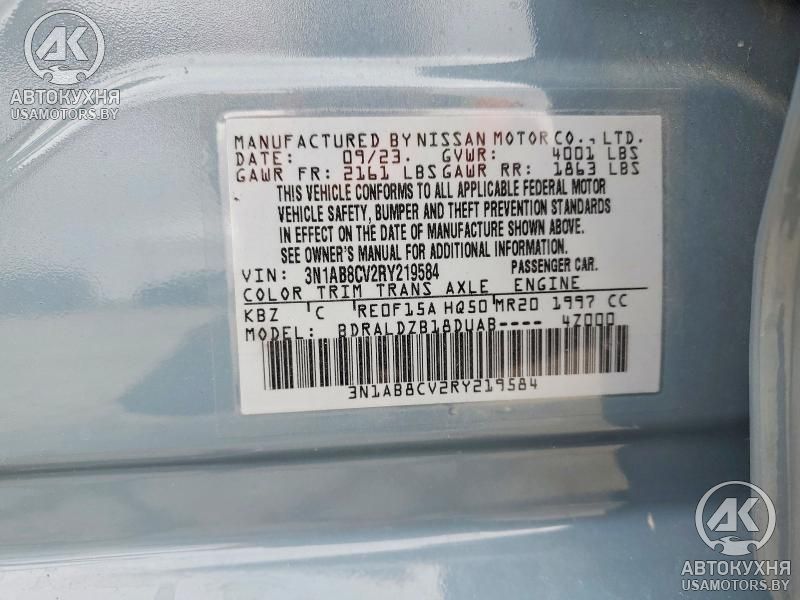 AK
АВТОКУХНЯ
USAMOTORS.BY
MANUFACTURED BY NISSAN MOTOR CO., LTD.
DATE: 09/23. GVWR: 4001 LBS
GAWR FR: 2161 LBS GAWR RR: 1863 LBS
THIS VEHICLE CONFORMS TO ALL APPLICABLE FEDERAL MOTOR
VEHICLE SAFETY, BUMPER AND THEFT PREVENTION STANDARDS
IN EFFECT ON THE DATE OF MANUFACTURE SHOWN ABOVE.
SEE OWNER'S MANUAL FOR ADDITIONAL INFORMATION.
VIN: 3N1AB8CV2RY219584 PASSENGER CAR.
COLOR TRIM TRANS AXLE ENGINE
KBZ C RE0F15A HQ50 MR20 1997 CC
MODEL: BDRALDZB18DUAB---- 4Z000
3N1AB8CV2RY219584
AK
АВТОКУХНЯ
USAMOTORS.BY